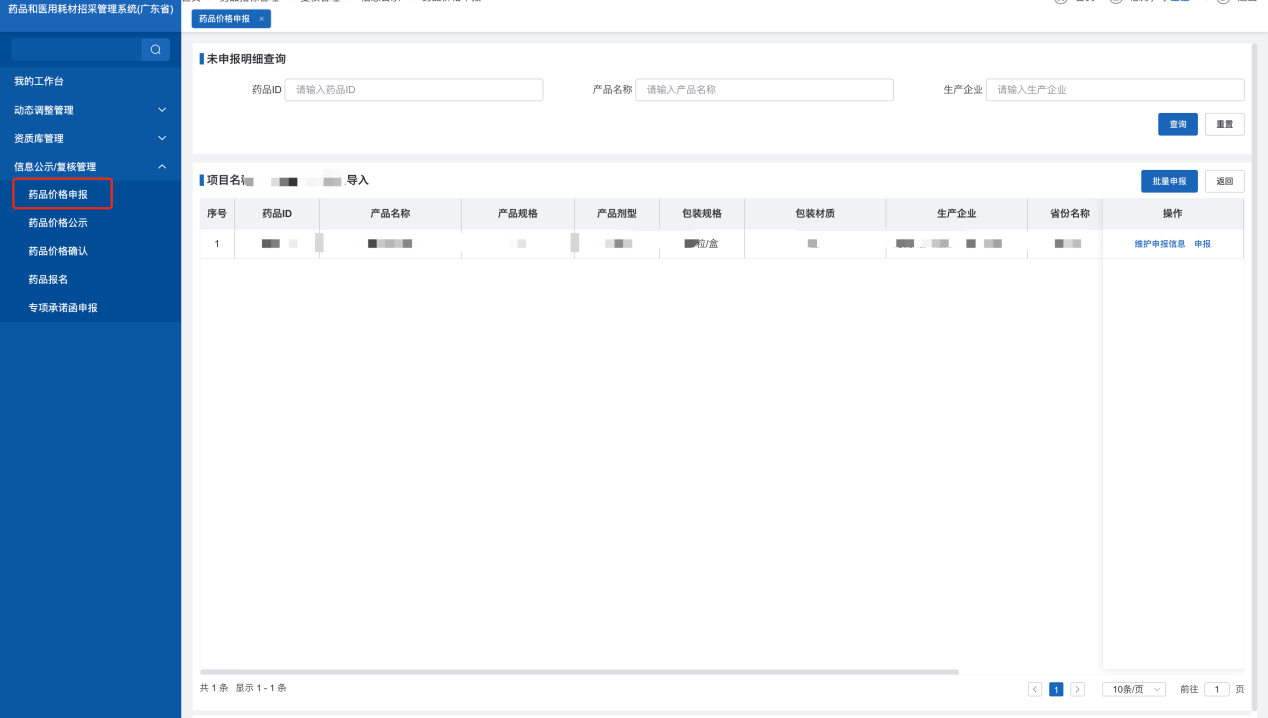 药品和医用耗材招采管理系统(广东省)
药品价格申报 ×
我的工作台
动态调整管理
资质库管理
信息公示/复核管理
药品价格申报
药品价格公示
药品价格确认
药品报名
专项承诺函申报
未申报明细查询
药品ID 请输入药品ID 产品名称 请输入产品名称 生产企业 请输入生产企业
查询 重置
项目名称 导入 批量申报 返回
序号 药品ID 产品名称 产品规格 产品剂型 包装规格 包装材质 生产企业 省份名称 操作
1 粒/盒 维护申报信息 申报
共 1 条 显示 1 - 1 条 1 10条/页 前往 1 页